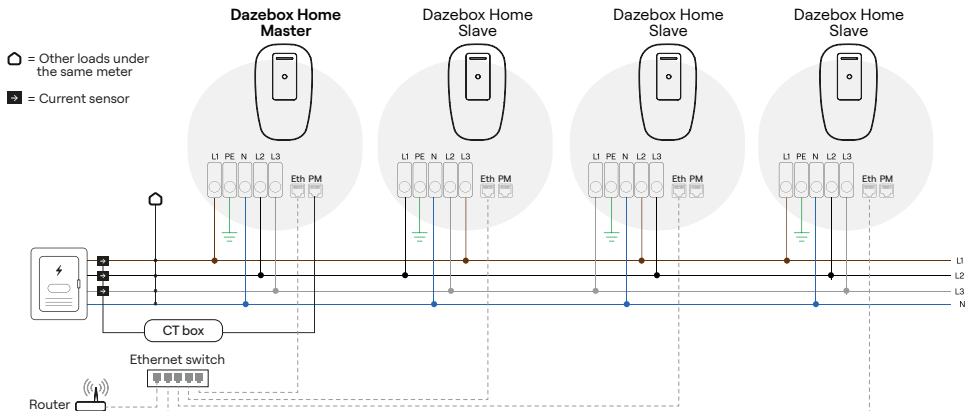 Dazebox Home
Master
Dazebox Home
Slave
Dazebox Home
Slave
Dazebox Home
Slave
= Other loads under
the same meter
= Current sensor
L1 PE N L2 L3
Eth PM
L1 PE N L2 L3
Eth PM
L1 PE N L2 L3
Eth PM
L1 PE N L2 L3
Eth PM
L1
L2
L3
N
CT box
Ethernet switch
Router